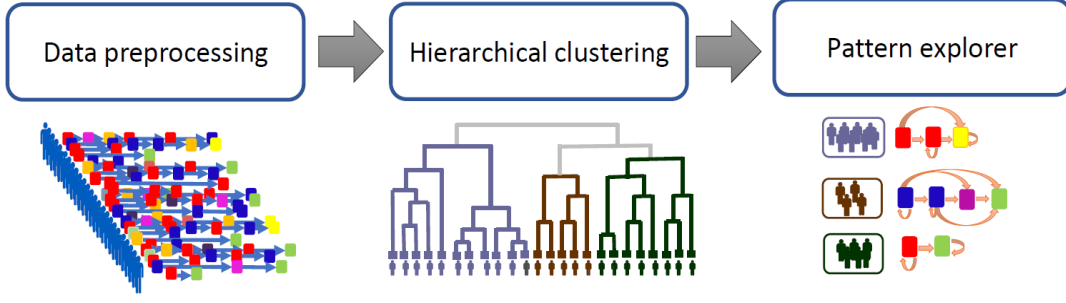 Data preprocessing
Hierarchical clustering
Pattern explorer